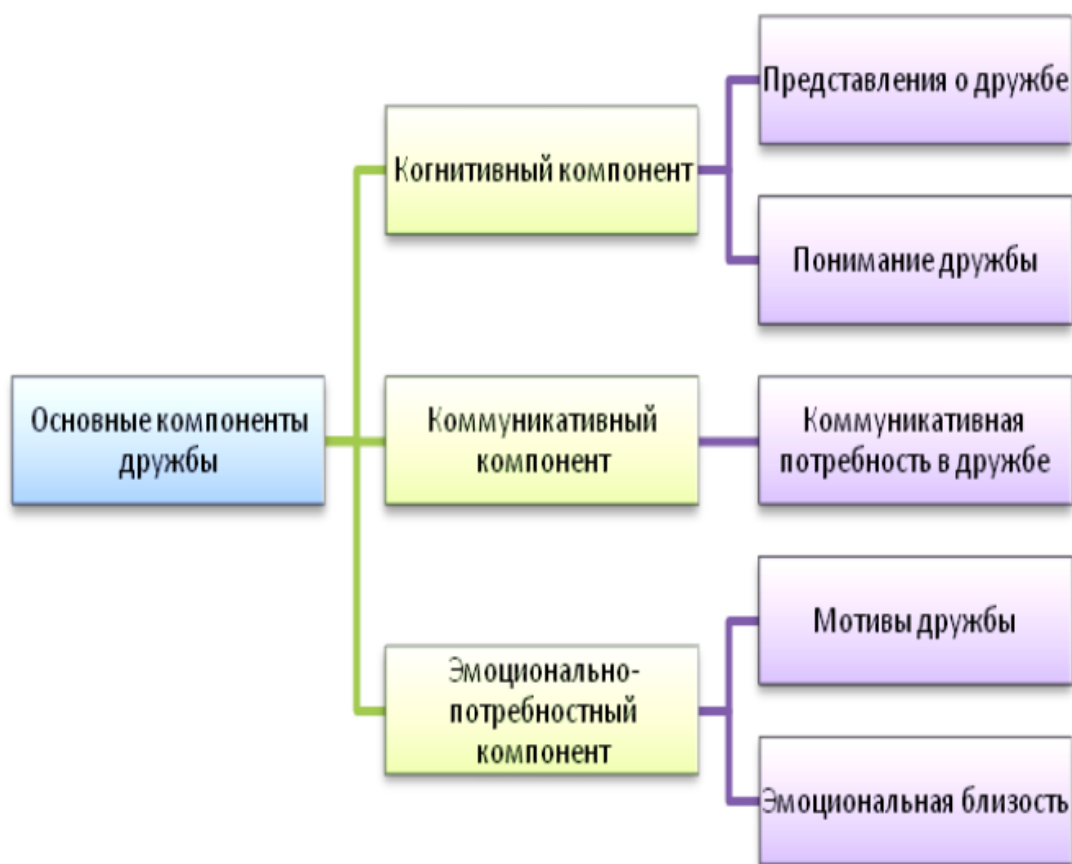 Представления о дружбе
Когнитивный компонент
Понимание дружбы
Основные компоненты
дружбы
Коммуникативный
компонент
Коммуникативная
потребность в дружбе
Мотивы дружбы
Эмоционально-
потребностный
компонент
Эмоциональная близость